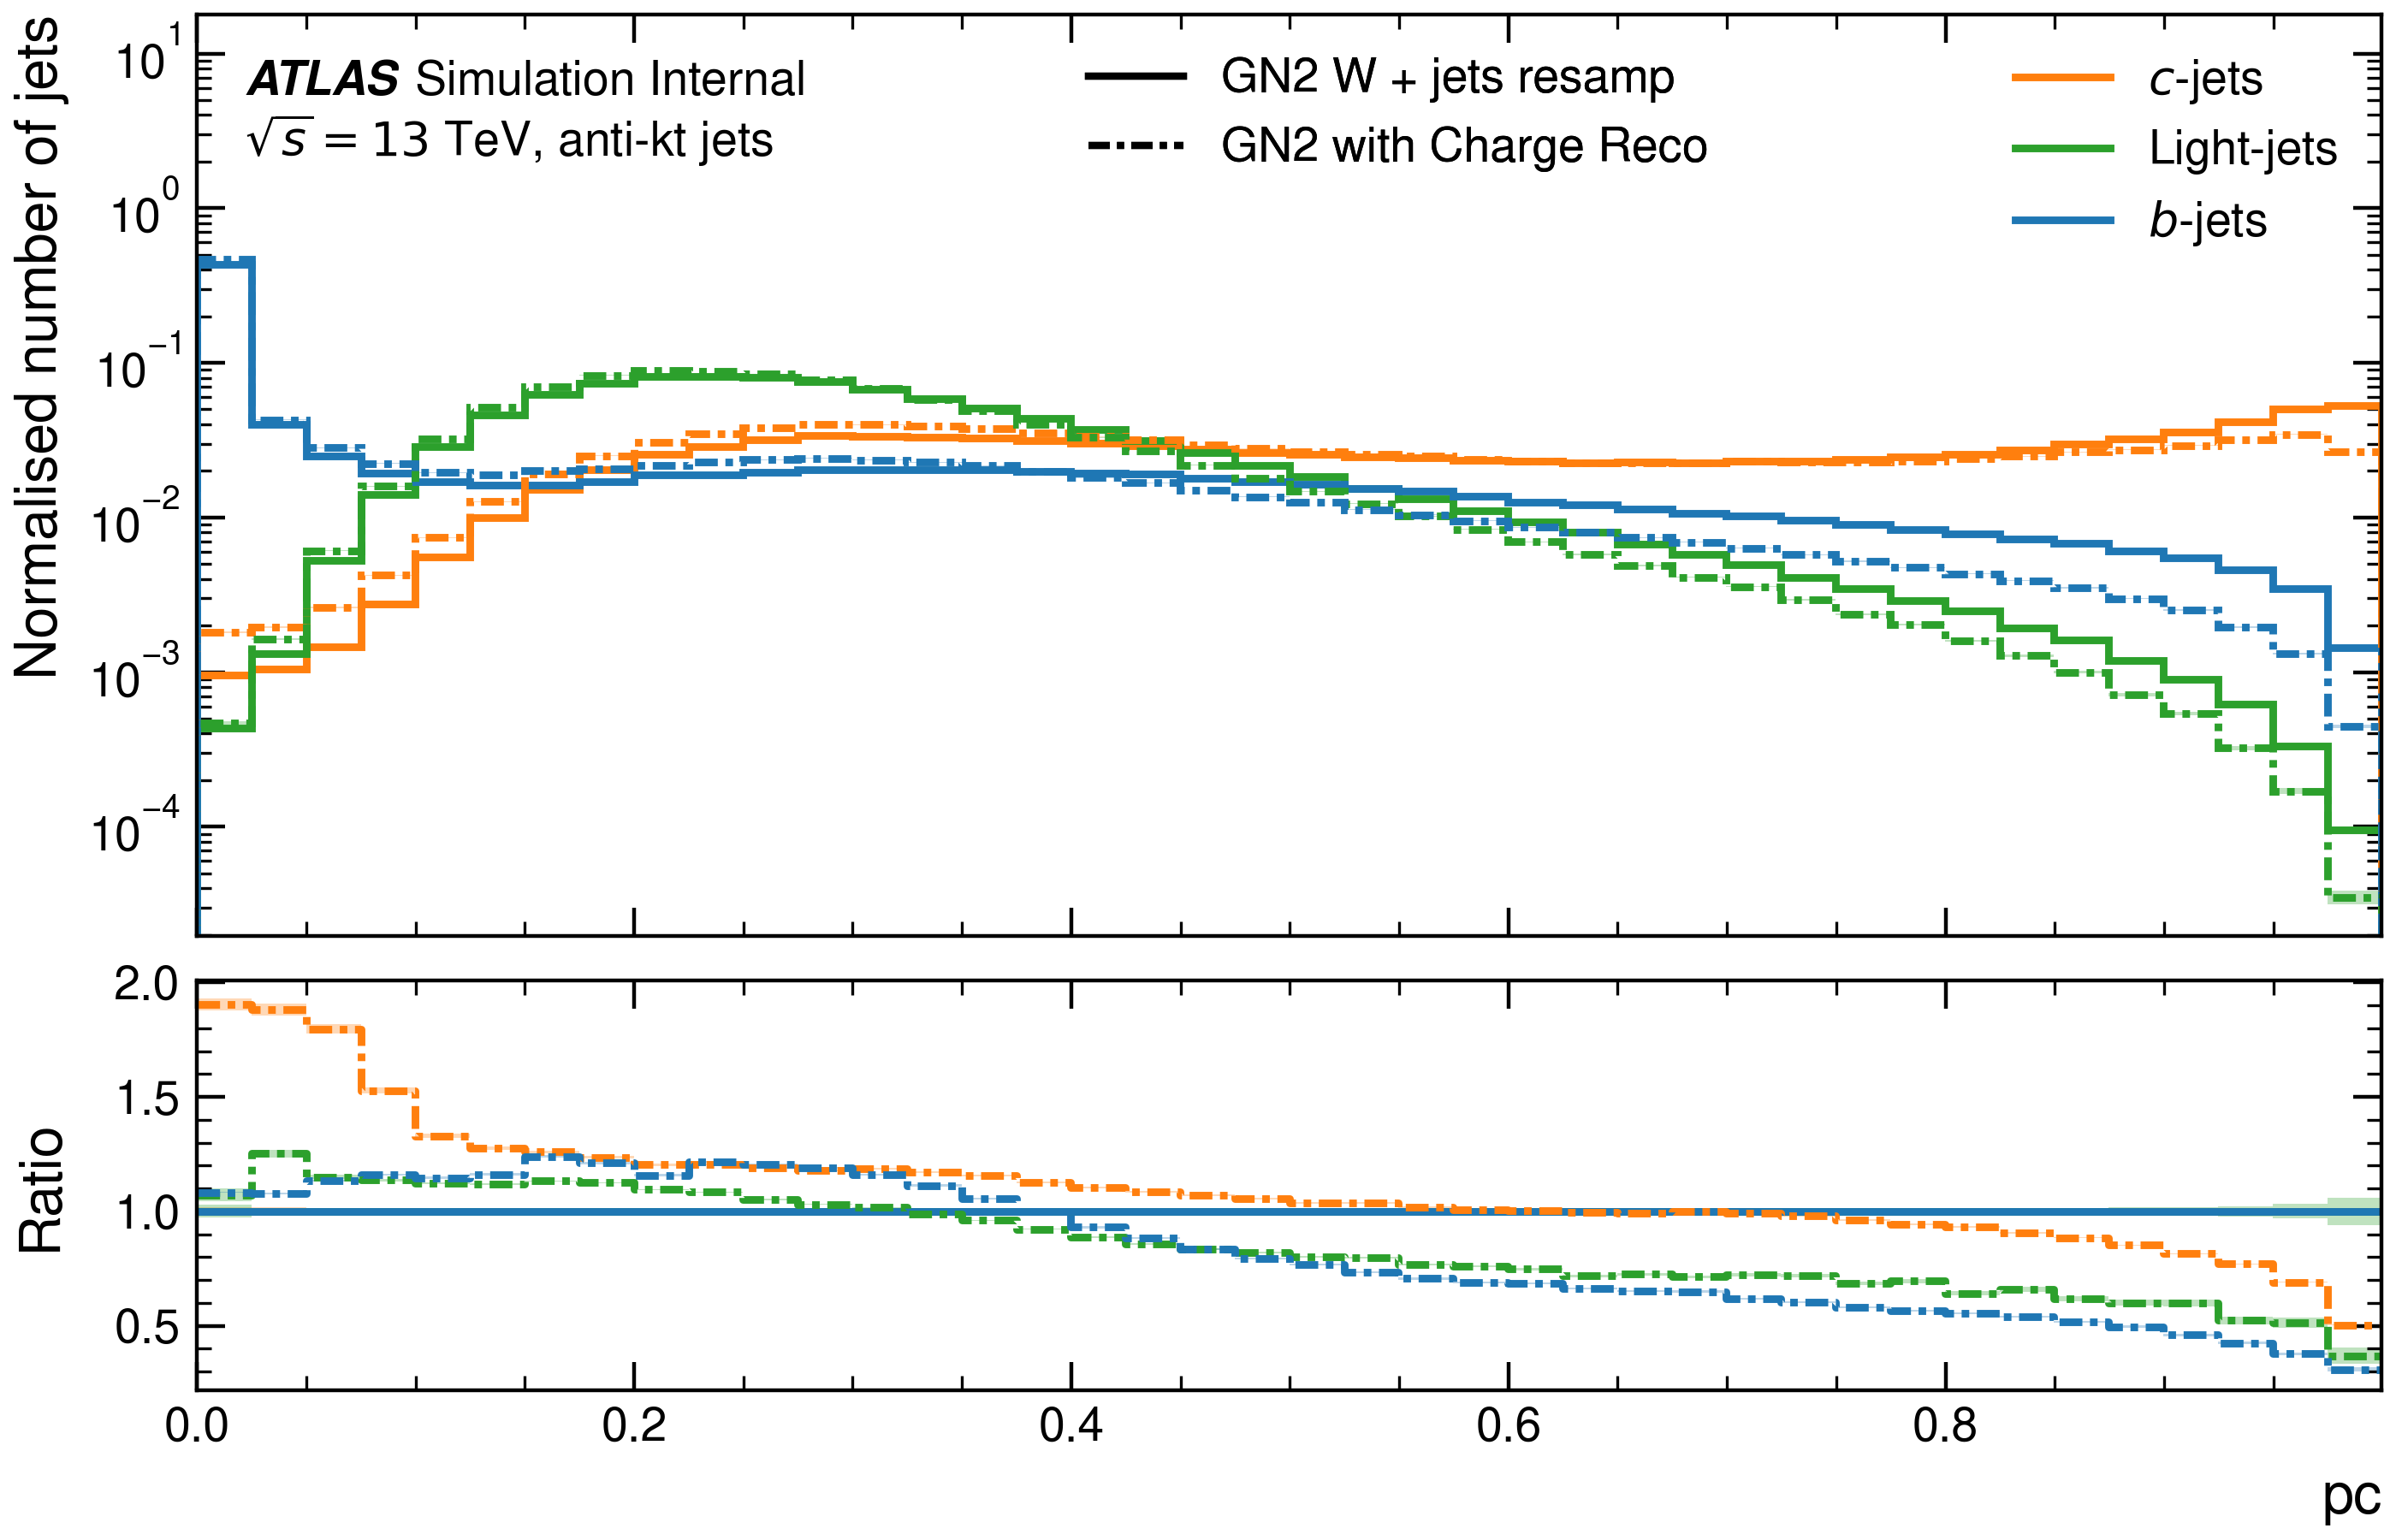 Normalised number of jets
10^1
10^0
10^−1
10^−2
10^−3
10^−4
ATLAS Simulation Internal
√s = 13 TeV, anti-kt jets
GN2 W + jets resamp
GN2 with Charge Reco
c-jets
Light-jets
b-jets
Ratio
2.0
1.5
1.0
0.5
0.0 0.2 0.4 0.6 0.8
pc